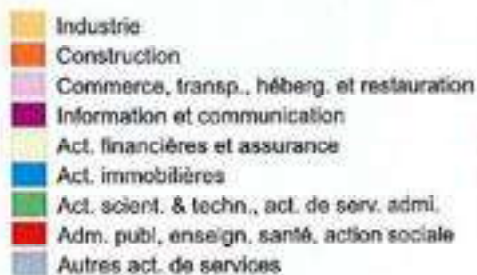 Industrie
Construction
Commerce, transp., héberg. et restauration
Information et communication
Act. financières et assurance
Act. immobilières
Act. scient. & techn., act. de serv. admi.
Adm. publ, enseign. santé, action sociale
Autres act. de services